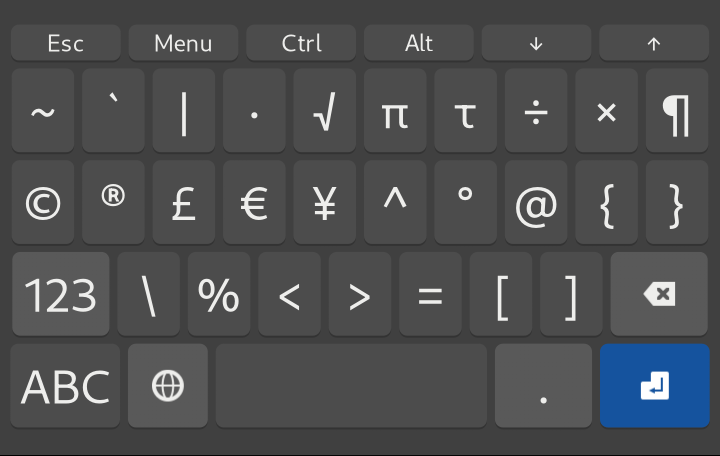 Esc Menu Ctrl Alt ↓ ↑
~ ` | · √ π τ ÷ × ¶
© ® £ € ¥ ^ ° @ { }
123 \ % < > = [ ]
ABC .